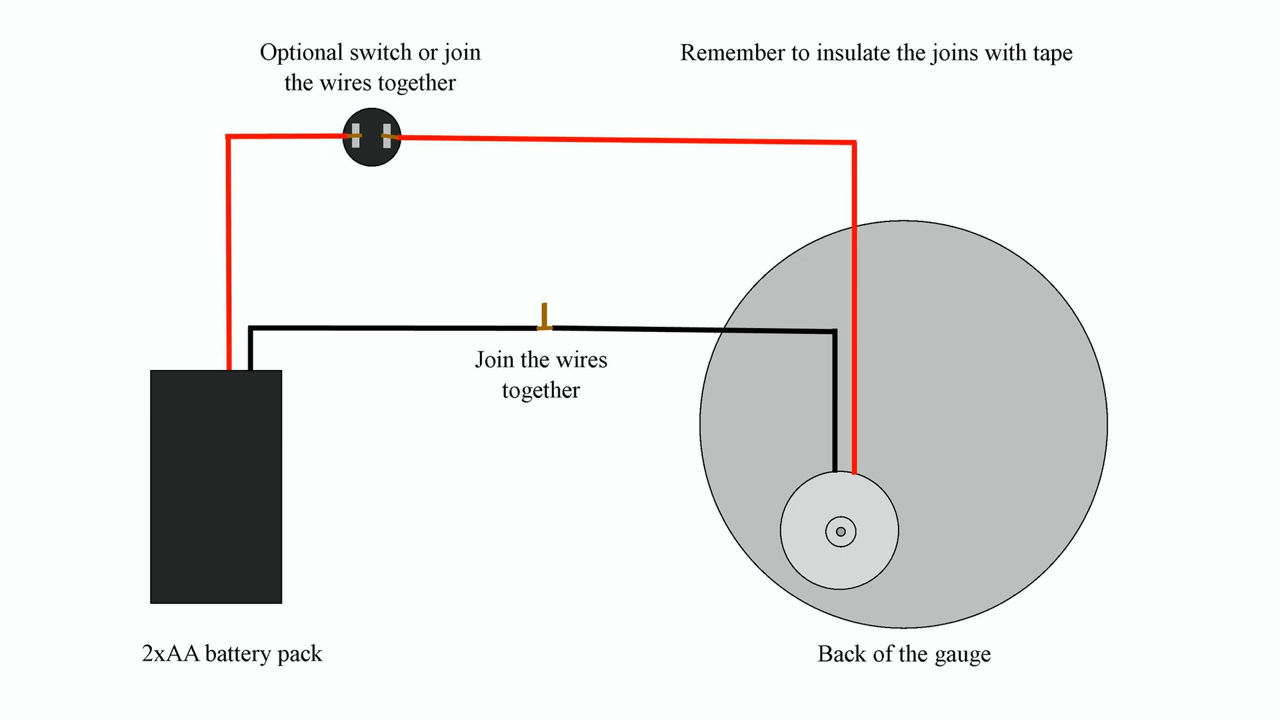 Optional switch or join
the wires together
Remember to insulate the joins with tape
Join the wires
together
2xAA battery pack
Back of the gauge